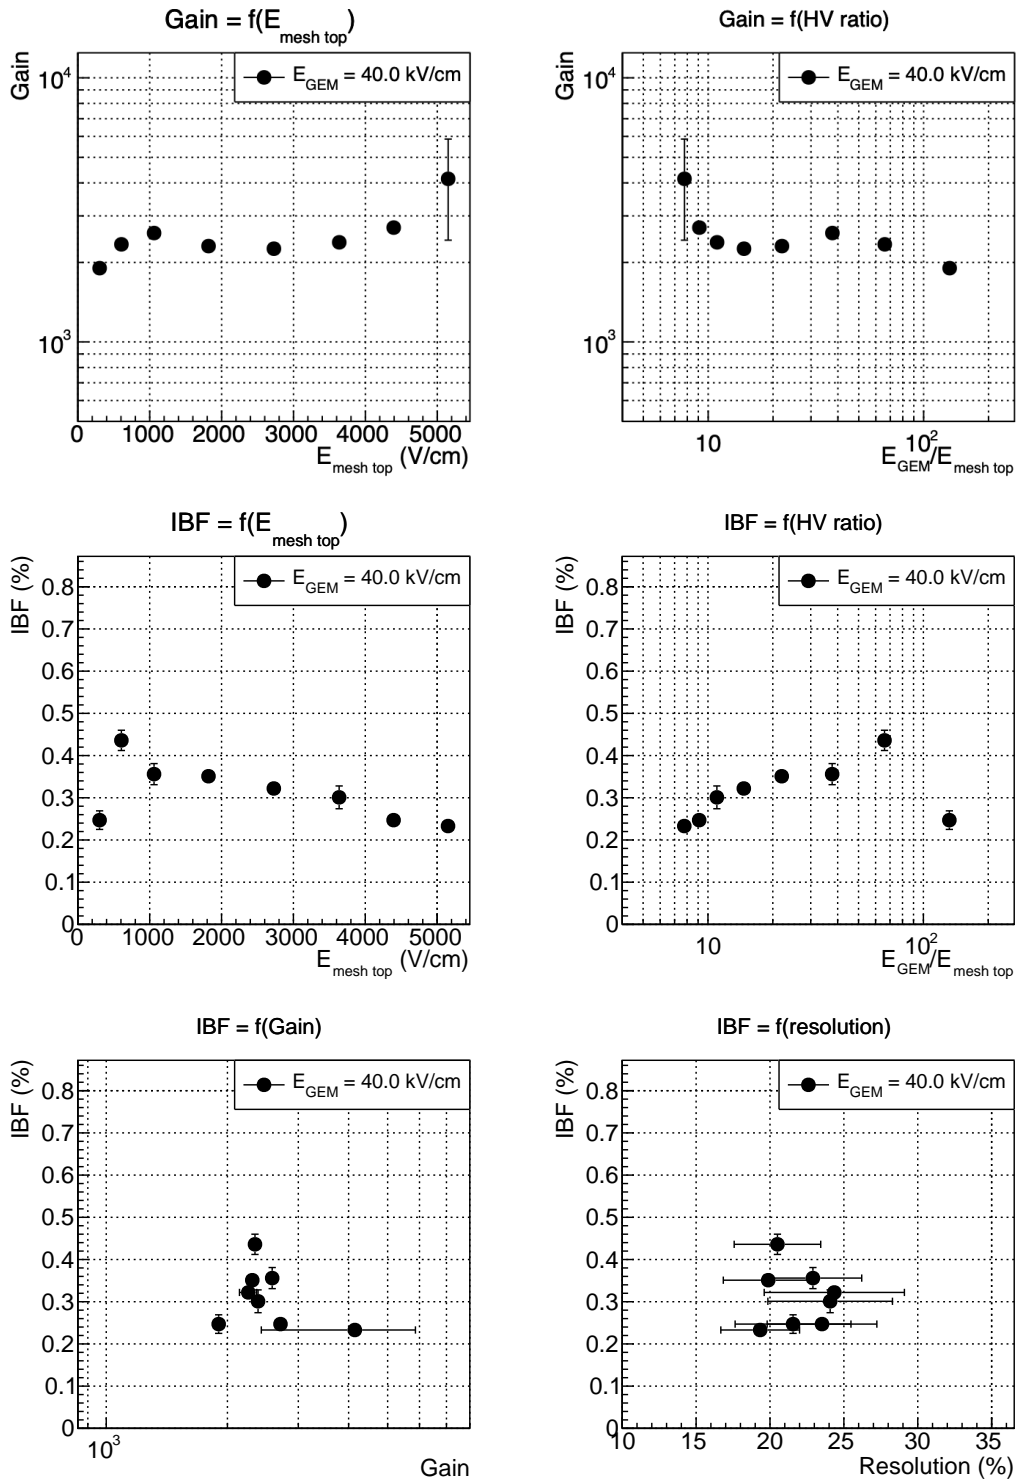 Gain = f(E_mesh top)
Gain
10^4
10^3
E_GEM = 40.0 kV/cm
0 1000 2000 3000 4000 5000
E_mesh top (V/cm)
Gain = f(HV ratio)
Gain
10^4
10^3
E_GEM = 40.0 kV/cm
10 10^2
E_GEM/E_mesh top
IBF = f(E_mesh top)
IBF (%)
0.8
0.7
0.6
0.5
0.4
0.3
0.2
0.1
0
E_GEM = 40.0 kV/cm
0 1000 2000 3000 4000 5000
E_mesh top (V/cm)
IBF = f(HV ratio)
IBF (%)
0.8
0.7
0.6
0.5
0.4
0.3
0.2
0.1
0
E_GEM = 40.0 kV/cm
10 10^2
E_GEM/E_mesh top
IBF = f(Gain)
IBF (%)
0.8
0.7
0.6
0.5
0.4
0.3
0.2
0.1
0
E_GEM = 40.0 kV/cm
10^3
Gain
IBF = f(resolution)
IBF (%)
0.8
0.7
0.6
0.5
0.4
0.3
0.2
0.1
0
E_GEM = 40.0 kV/cm
10 15 20 25 30 35
Resolution (%)